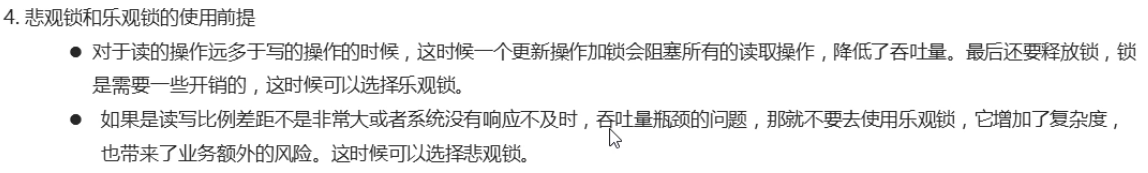 4. 悲观锁和乐观锁的使用前提
● 对于读的操作远多于写的操作的时候，这时候一个更新操作加锁会阻塞所有的读取操作，降低了吞吐量。最后还要释放锁，锁
是需要一些开销的，这时候可以选择乐观锁。
● 如果是读写比例差距不是非常大或者系统没有响应不及时，吞吐量瓶颈的问题，那就不要去使用乐观锁，它增加了复杂度，
也带来了业务额外的风险。这时候可以选择悲观锁。